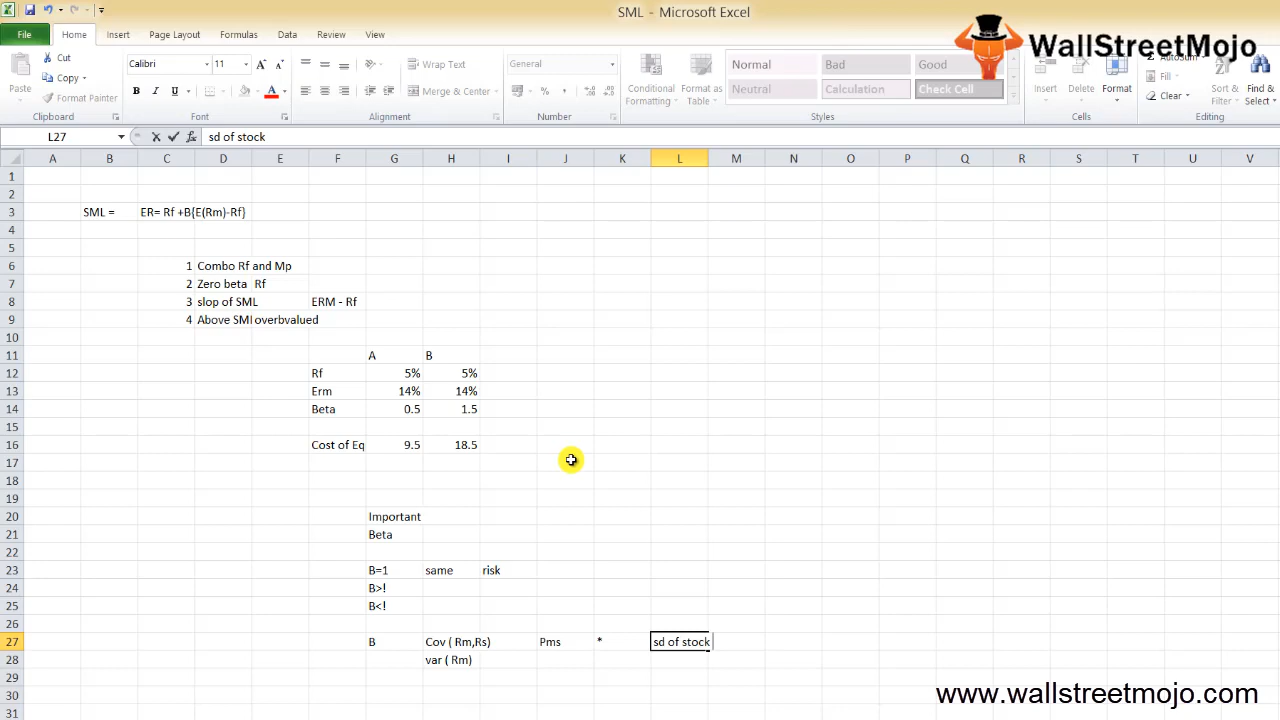 SML - Microsoft Excel
WallStreetMojo
File Home Insert Page Layout Formulas Data Review View
Paste Cut Copy Format Painter Clipboard
Calibri 11 B I U A Font
Wrap Text Merge & Center Alignment
General % , Number
Conditional Formatting Format as Table
Normal Bad Good
Neutral Calculation Check Cell
Styles
Insert Delete Format Cells
AutoSum Fill Clear Sort & Filter Find & Select Editing
L27 fx sd of stock
A B C D E F G H I J K L M N O P Q R S T U V
1
2
3 SML = ER= Rf +B{E(Rm)-Rf}
4
5
6 1 Combo Rf and Mp
7 2 Zero beta Rf
8 3 slop of SML ERM - Rf
9 4 Above SMl overbvalued
10
11 A B
12 Rf 5% 5%
13 Erm 14% 14%
14 Beta 0.5 1.5
15
16 Cost of Eq 9.5 18.5
17
18
19
20 Important
21 Beta
22
23 B=1 same risk
24 B>!
25 B<!
26
27 B Cov ( Rm,Rs) Pms * sd of stock
28 var ( Rm)
29
30
31
www.wallstreetmojo.com